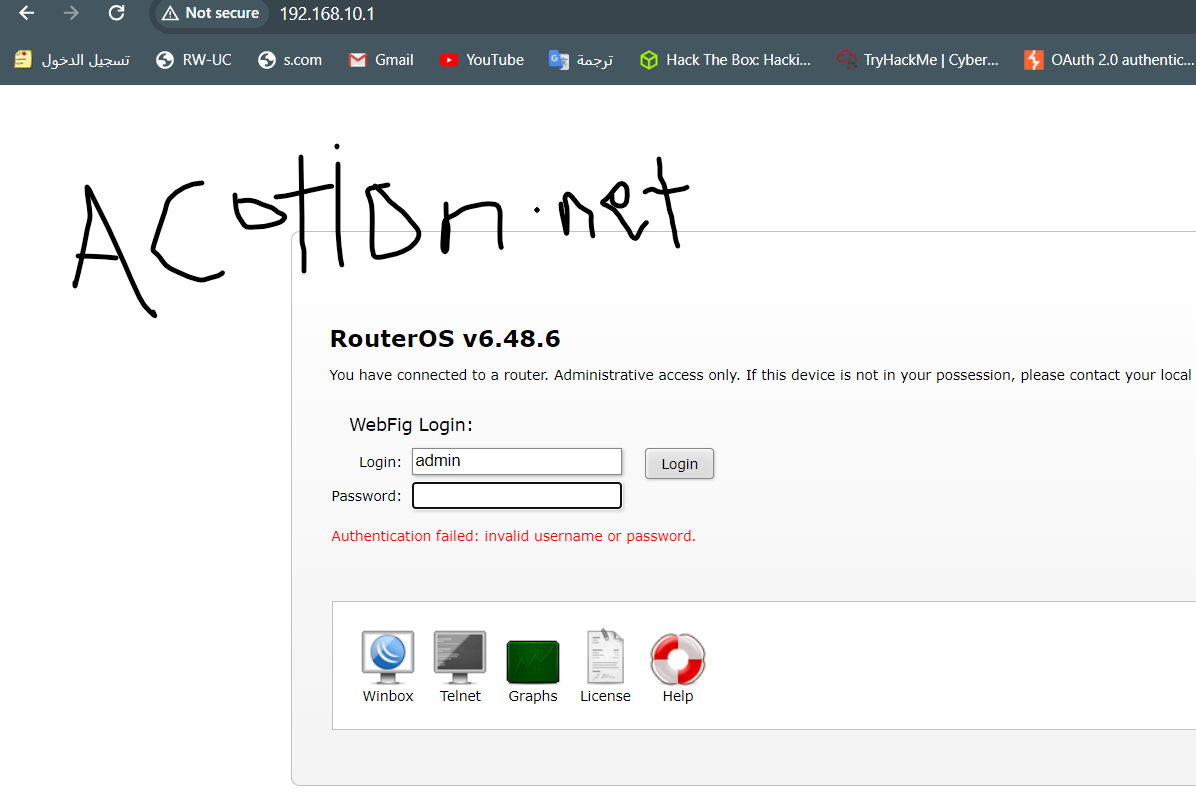 Not secure 192.168.10.1
تسجيل الدخول RW-UC s.com Gmail YouTube ترجمة Hack The Box: Hacki... TryHackMe | Cyber... OAuth 2.0 authentic...
ACotion.net
RouterOS v6.48.6
You have connected to a router. Administrative access only. If this device is not in your possession, please contact your local
WebFig Login:
Login: admin Login
Password:
Authentication failed: invalid username or password.
Winbox Telnet Graphs License Help